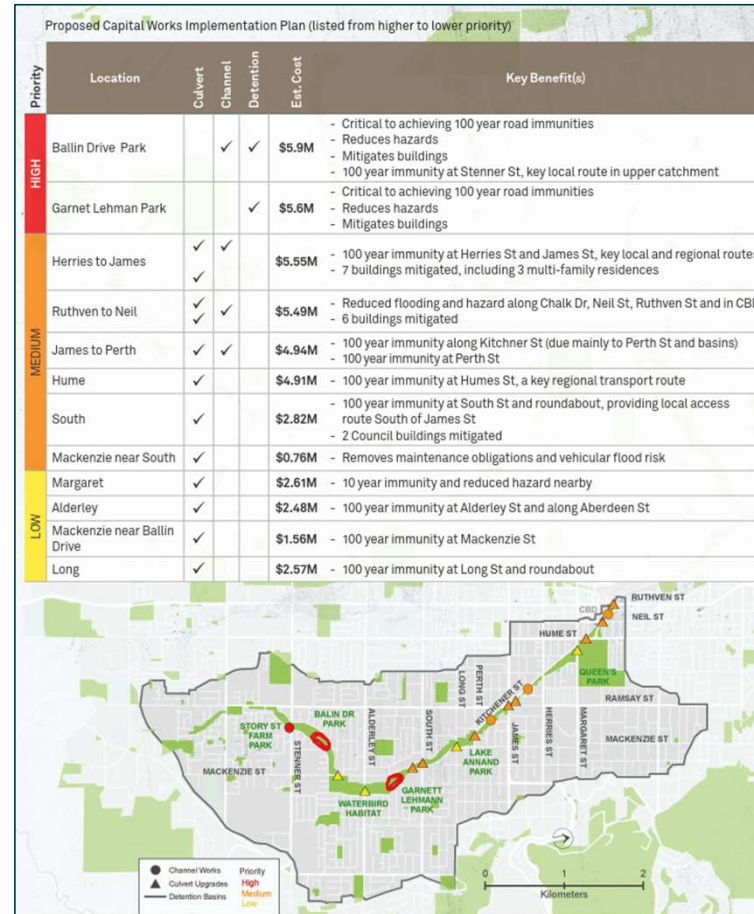 Proposed Capital Works Implementation Plan (listed from higher to lower priority)
Priority Location Culvert Channel Detention Est. Cost Key Benefit(s)
HIGH
Ballin Drive Park ✓ ✓ $5.9M
- Critical to achieving 100 year road immunities
- Reduces hazards
- Mitigates buildings
- 100 year immunity at Stenner St, key local route in upper catchment
Garnet Lehman Park ✓ $5.6M
- Critical to achieving 100 year road immunities
- Reduces hazards
- Mitigates buildings
MEDIUM
Herries to James ✓ ✓ ✓ $5.55M
- 100 year immunity at Herries St and James St, key local and regional routes
- 7 buildings mitigated, including 3 multi-family residences
Ruthven to Neil ✓ ✓ ✓ $5.49M
- Reduced flooding and hazard along Chalk Dr, Neil St, Ruthven St and in CBD
- 6 buildings mitigated
James to Perth ✓ ✓ $4.94M
- 100 year immunity along Kitchner St (due mainly to Perth St and basins)
- 100 year immunity at Perth St
Hume ✓ $4.91M
- 100 year immunity at Humes St, a key regional transport route
South ✓ $2.82M
- 100 year immunity at South St and roundabout, providing local access
route South of James St
- 2 Council buildings mitigated
Mackenzie near South ✓ $0.76M
- Removes maintenance obligations and vehicular flood risk
LOW
Margaret ✓ $2.61M
- 10 year immunity and reduced hazard nearby
Alderley ✓ $2.48M
- 100 year immunity at Alderley St and along Aberdeen St
Mackenzie near Ballin
Drive ✓ $1.56M
- 100 year immunity at Mackenzie St
Long ✓ $2.57M
- 100 year immunity at Long St and roundabout
RUTHVEN ST
CBD
NEIL ST
HUME ST
QUEEN'S
PARK
PERTH ST
LONG ST
KITCHENER ST
RAMSAY ST
BALIN DR
PARK
ALDERLEY ST
SOUTH ST
JAMES ST
HERRIES ST
MARGARET ST
MACKENZIE ST
STORY ST
FARM
PARK
STENNER ST
LAKE
ANNAND
PARK
MACKENZIE ST
GARNETT
LEHMANN
PARK
WATERBIRD
HABITAT
Channel Works
Culvert Upgrades
Detention Basins
Priority
High
Medium
Low
0 1 2
Kilometers